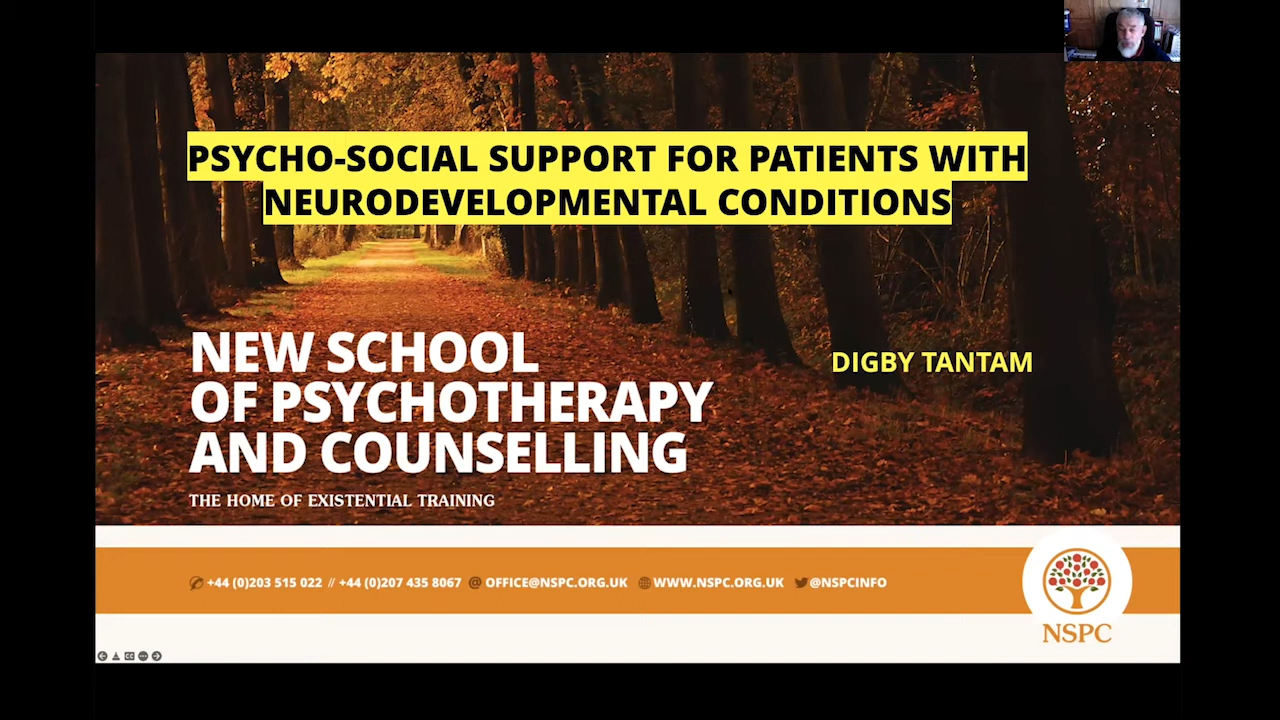 PSYCHO-SOCIAL SUPPORT FOR PATIENTS WITH
NEURODEVELOPMENTAL CONDITIONS
NEW SCHOOL
OF PSYCHOTHERAPY
AND COUNSELLING
DIGBY TANTAM
THE HOME OF EXISTENTIAL TRAINING
+44 (0)203 515 022 // +44 (0)207 435 8067 @ OFFICE@NSPC.ORG.UK WWW.NSPC.ORG.UK @NSPCINFO
NSPC